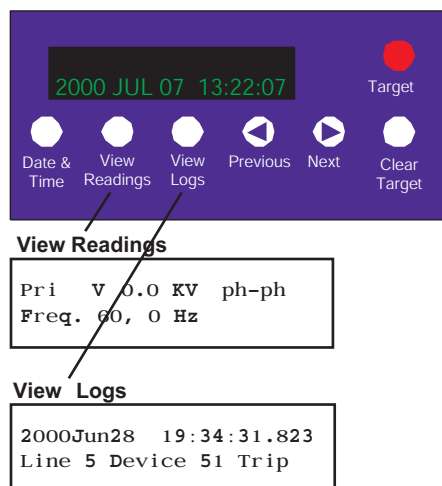 2000 JUL 07 13:22:07
Target
Date & Time
View Readings
View Logs
Previous
Next
Clear Target
View Readings
Pri V 0.0 KV ph-ph
Freq. 60, 0 Hz
View Logs
2000Jun28 19:34:31.823
Line 5 Device 51 Trip